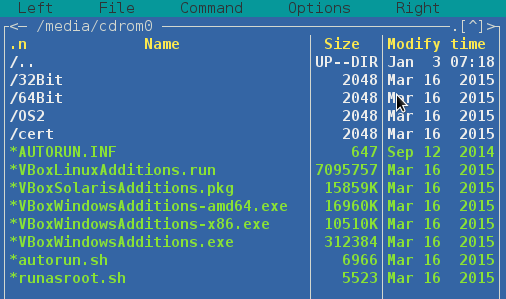 Left File Command Options Right
<— /media/cdrom0 .[^]>
.n Name Size Modify time
/.. UP--DIR Jan 3 07:18
/32Bit 2048 Mar 16 2015
/64Bit 2048 Mar 16 2015
/OS2 2048 Mar 16 2015
/cert 2048 Mar 16 2015
*AUTORUN.INF 647 Sep 12 2014
*VBoxLinuxAdditions.run 7095757 Mar 16 2015
*VBoxSolarisAdditions.pkg 15859K Mar 16 2015
*VBoxWindowsAdditions-amd64.exe 16960K Mar 16 2015
*VBoxWindowsAdditions-x86.exe 10510K Mar 16 2015
*VBoxWindowsAdditions.exe 312384 Mar 16 2015
*autorun.sh 6966 Mar 16 2015
*runasroot.sh 5523 Mar 16 2015